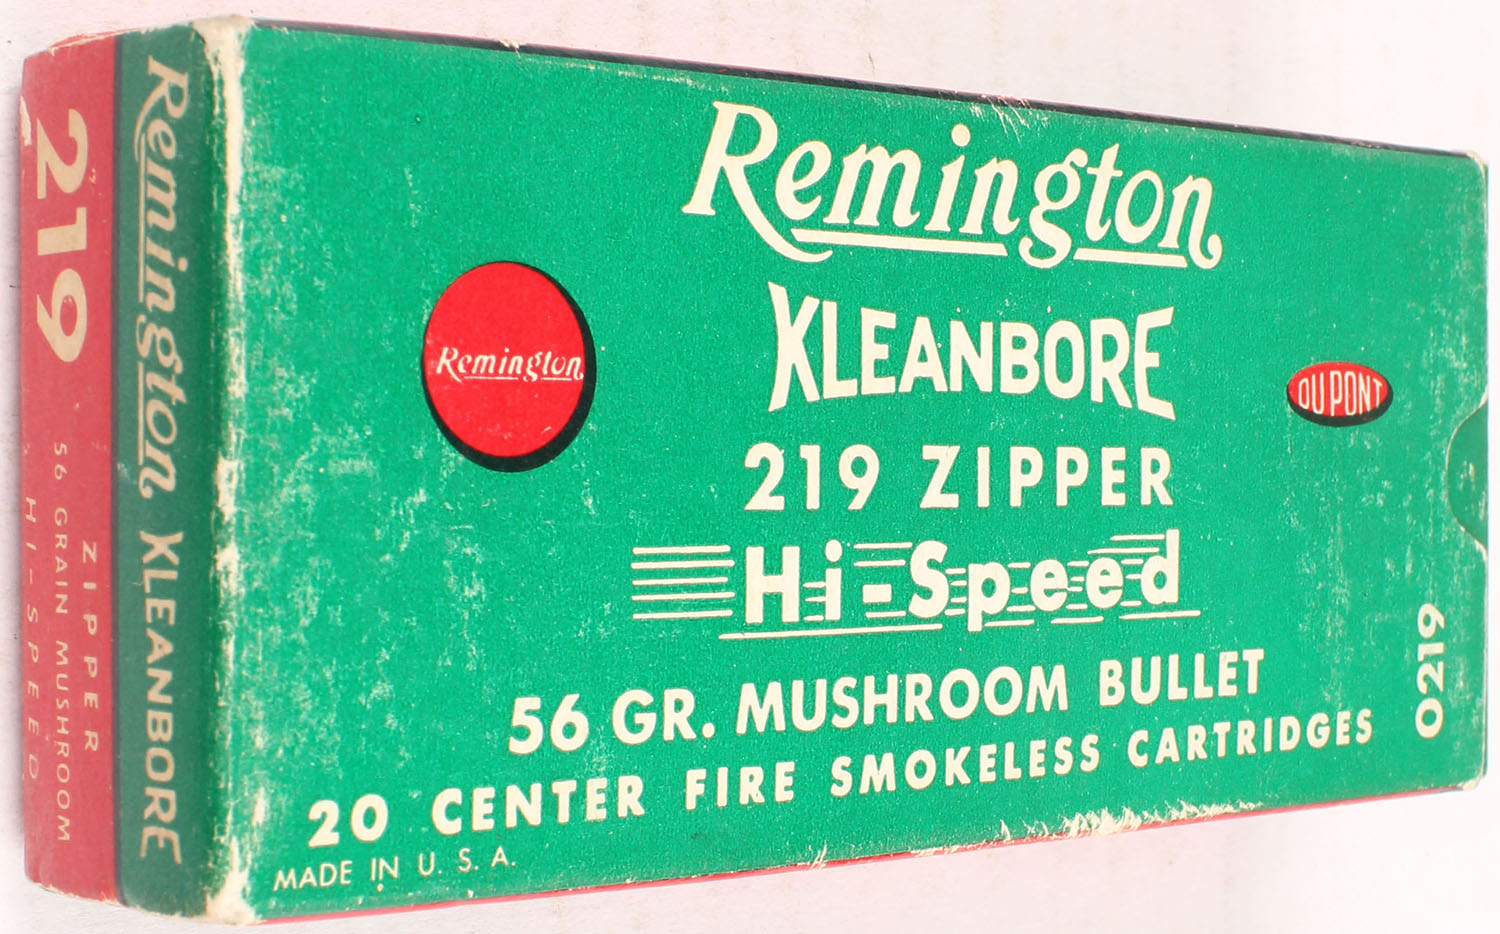 Remington
KLEANBORE
219 ZIPPER
Hi-Speed
56 GR. MUSHROOM BULLET
20 CENTER FIRE SMOKELESS CARTRIDGES
MADE IN U. S. A.
Remington
DU PONT
0219
Remington KLEANBORE
219
ZIPPER
56 GRAIN MUSHROOM
HI-SPEED